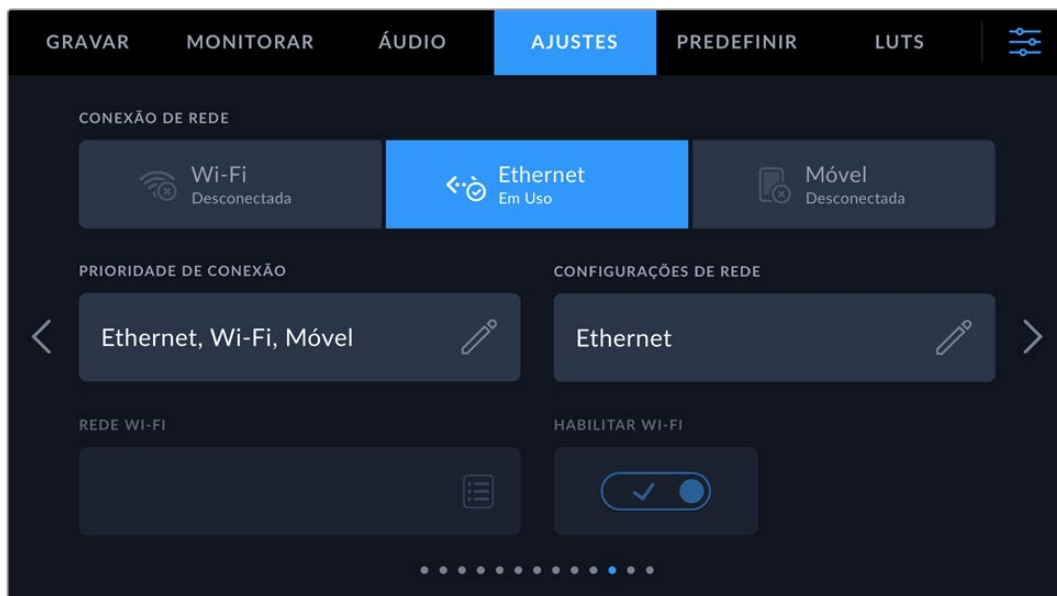 GRAVAR MONITORAR ÁUDIO AJUSTES PREDEFINIR LUTS
CONEXÃO DE REDE
Wi-Fi
Desconectada
Ethernet
Em Uso
Móvel
Desconectada
PRIORIDADE DE CONEXÃO
Ethernet, Wi-Fi, Móvel
CONFIGURAÇÕES DE REDE
Ethernet
REDE WI-FI
HABILITAR WI-FI